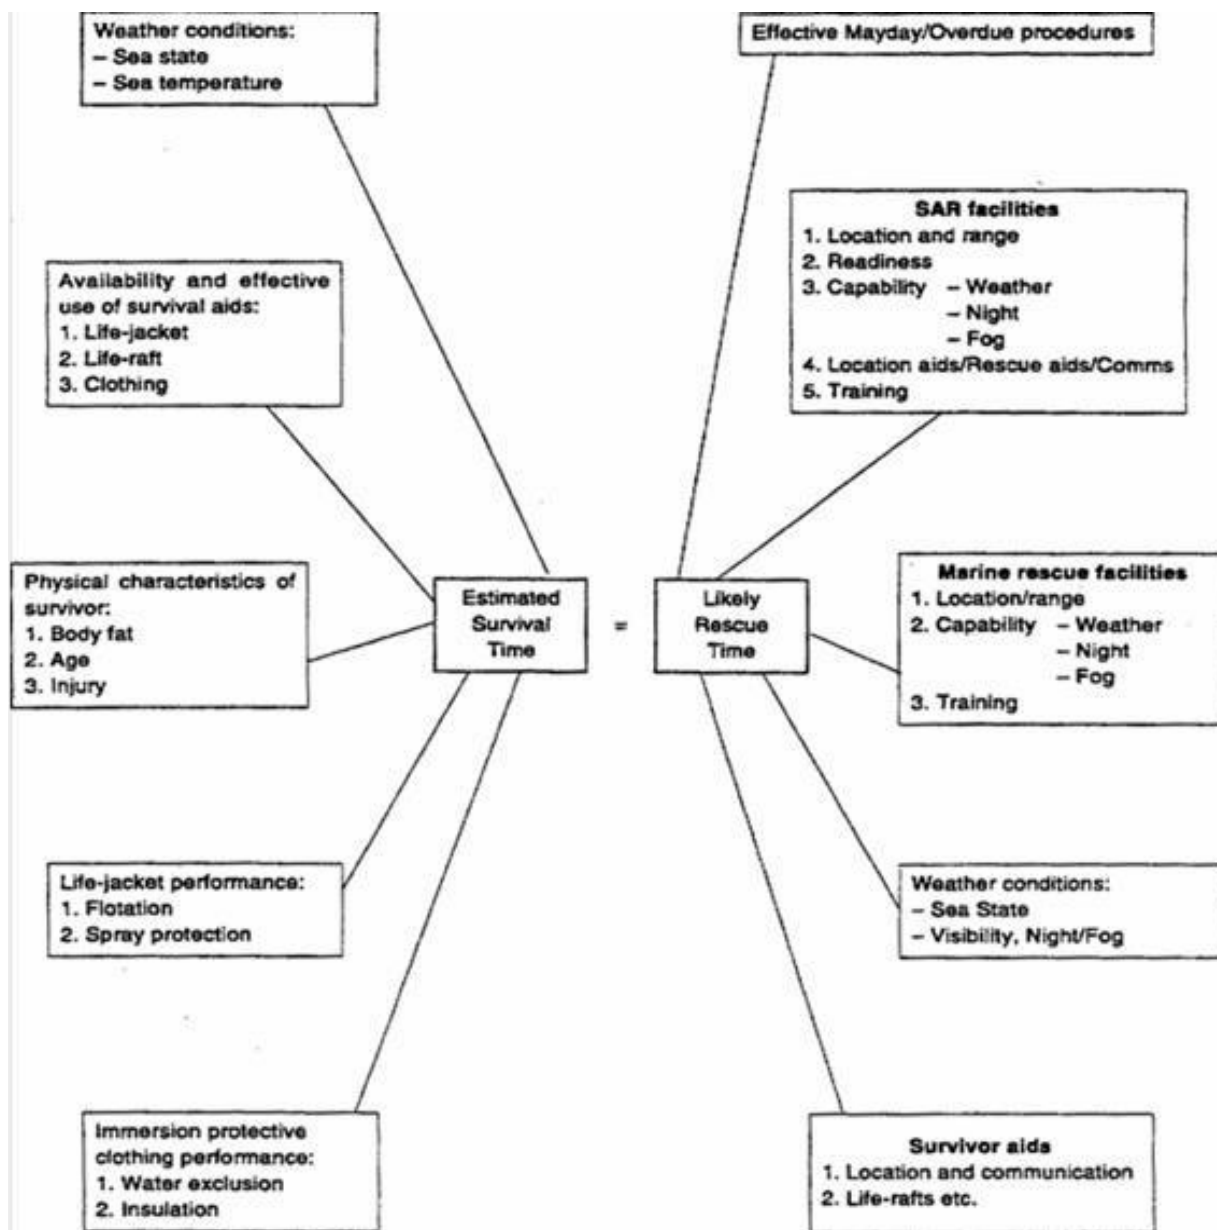 Weather conditions:
– Sea state
– Sea temperature
Availability and effective
use of survival aids:
1. Life-jacket
2. Life-raft
3. Clothing
Physical characteristics of
survivor:
1. Body fat
2. Age
3. Injury
Life-jacket performance:
1. Flotation
2. Spray protection
Immersion protective
clothing performance:
1. Water exclusion
2. Insulation
Estimated
Survival
Time
=
Likely
Rescue
Time
Effective Mayday/Overdue procedures
SAR facilities
1. Location and range
2. Readiness
3. Capability – Weather
– Night
– Fog
4. Location aids/Rescue aids/Comms
5. Training
Marine rescue facilities
1. Location/range
2. Capability – Weather
– Night
– Fog
3. Training
Weather conditions:
– Sea State
– Visibility, Night/Fog
Survivor aids
1. Location and communication
2. Life-rafts etc.